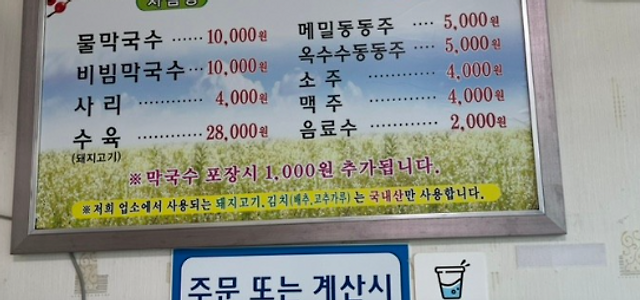 차림표
물막국수 ······ 10,000원
비빔막국수 ··· 10,000원
사리 ·········· 4,000원
수육 ·········· 28,000원
(돼지고기)
메밀동동주 ······ 5,000원
옥수수동동주 ··· 5,000원
소주 ·········· 4,000원
맥주 ·········· 4,000원
음료수 ········ 2,000원
※막국수 포장시 1,000원 추가됩니다.
※저희 업소에서 사용되는 돼지고기.김치(배추,고추가루)는 국내산만 사용합니다.
주문 또는 계산시